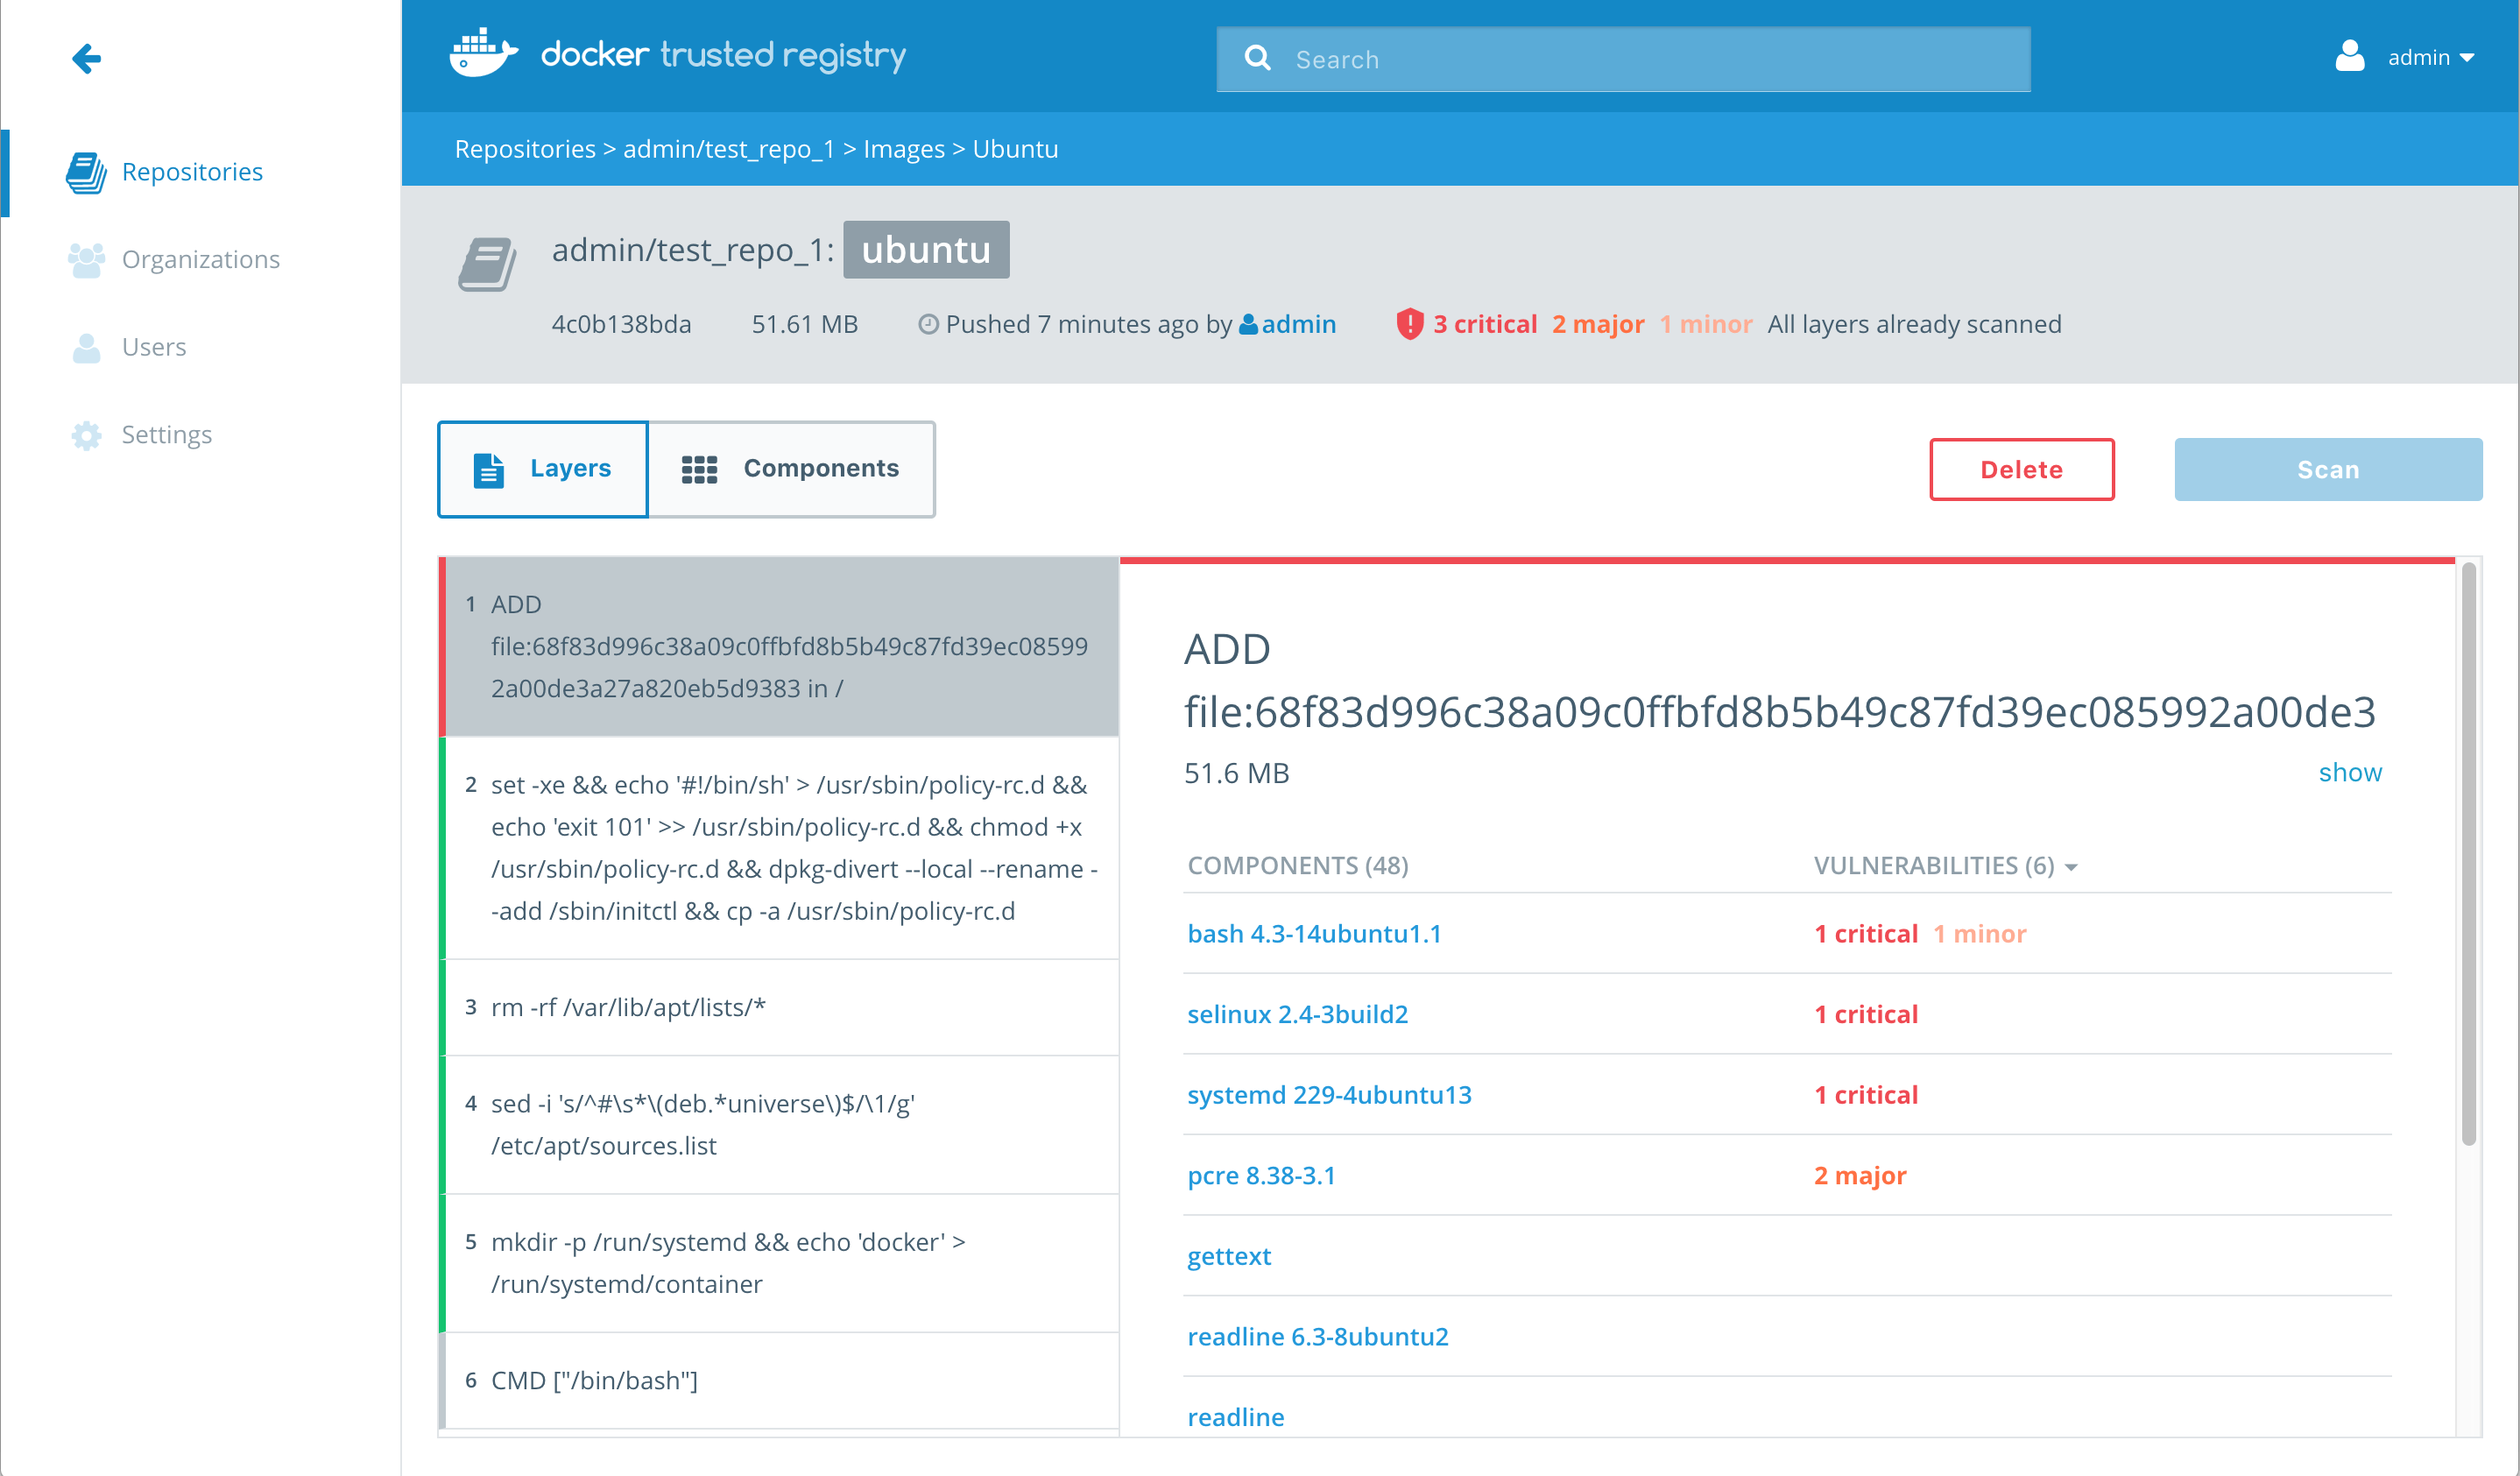 docker trusted registry
Search
admin
Repositories
Organizations
Users
Settings
Repositories > admin/test_repo_1 > Images > Ubuntu
admin/test_repo_1: ubuntu
4c0b138bda 51.61 MB Pushed 7 minutes ago by admin 3 critical 2 major 1 minor All layers already scanned
Layers
Components
Delete
Scan
1 ADD
file:68f83d996c38a09c0ffbfd8b5b49c87fd39ec08599
2a00de3a27a820eb5d9383 in /
2 set -xe && echo '#!/bin/sh' > /usr/sbin/policy-rc.d &&
echo 'exit 101' >> /usr/sbin/policy-rc.d && chmod +x
/usr/sbin/policy-rc.d && dpkg-divert --local --rename -
-add /sbin/initctl && cp -a /usr/sbin/policy-rc.d
3 rm -rf /var/lib/apt/lists/*
4 sed -i 's/^#\s*\(deb.*universe\)$/\1/g'
/etc/apt/sources.list
5 mkdir -p /run/systemd && echo 'docker' >
/run/systemd/container
6 CMD ["/bin/bash"]
ADD
file:68f83d996c38a09c0ffbfd8b5b49c87fd39ec085992a00de3
51.6 MB
show
COMPONENTS (48) VULNERABILITIES (6)
bash 4.3-14ubuntu1.1 1 critical 1 minor
selinux 2.4-3build2 1 critical
systemd 229-4ubuntu13 1 critical
pcre 8.38-3.1 2 major
gettext
readline 6.3-8ubuntu2
readline